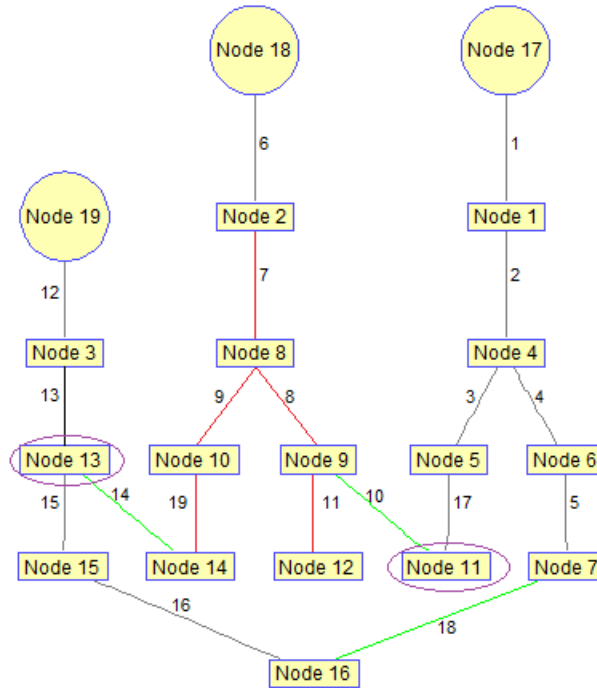 Node 18
Node 17
6
1
Node 2
Node 1
Node 19
7
2
12
Node 3
Node 8
Node 4
13
9
8
3
4
Node 13
Node 10
Node 9
Node 5
Node 6
15
14
19
11
10
17
5
Node 15
Node 14
Node 12
Node 11
Node 7
16
18
Node 16